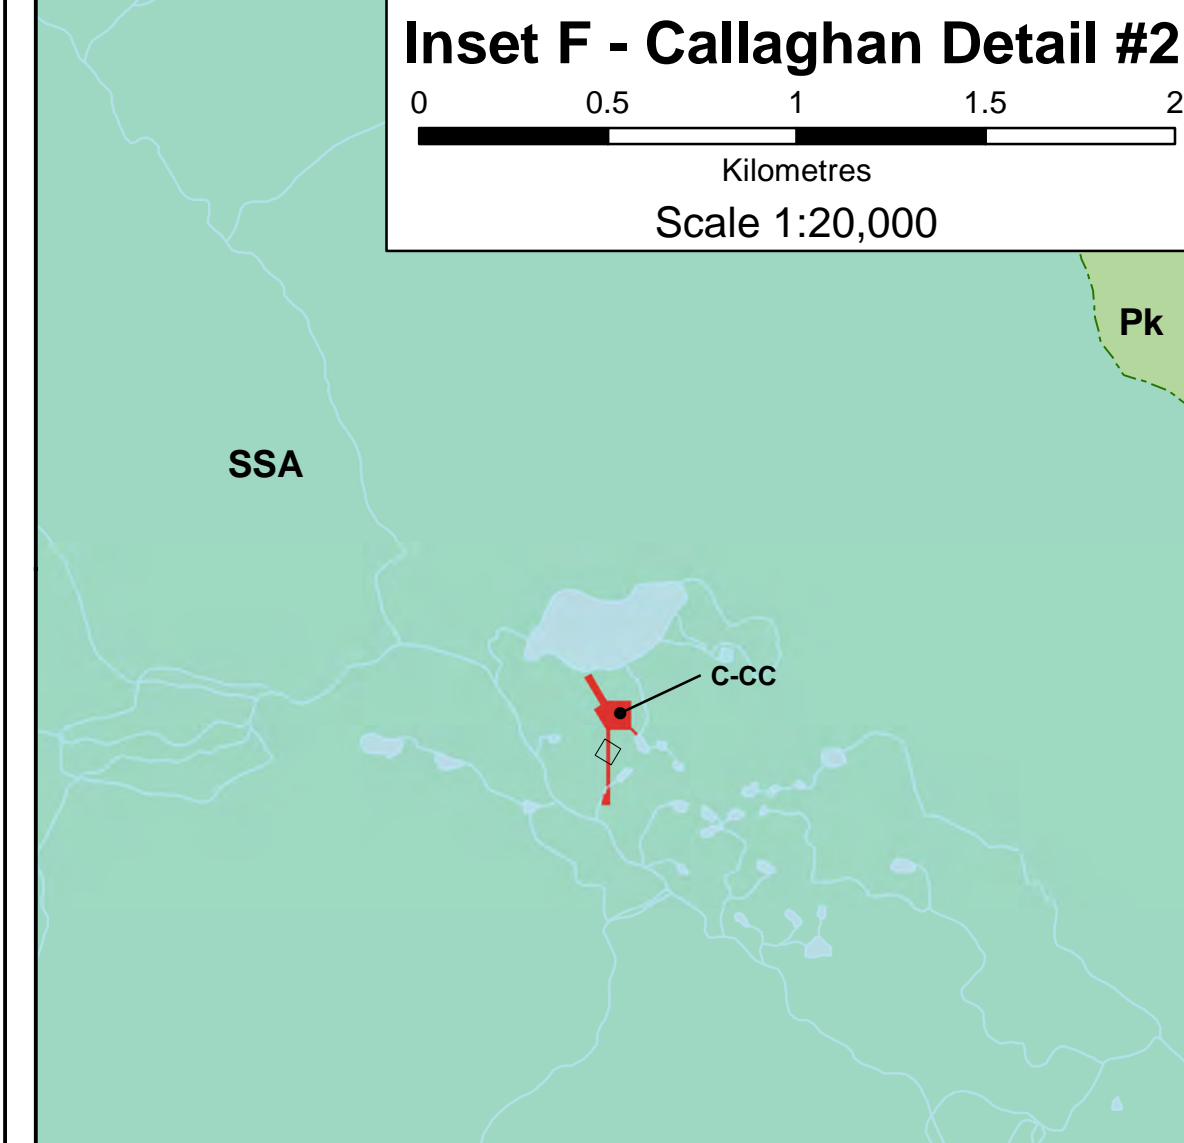 Inset F - Callaghan Detail #2
0 0.5 1 1.5 2
Kilometres
Scale 1:20,000
Pk
SSA
C-CC